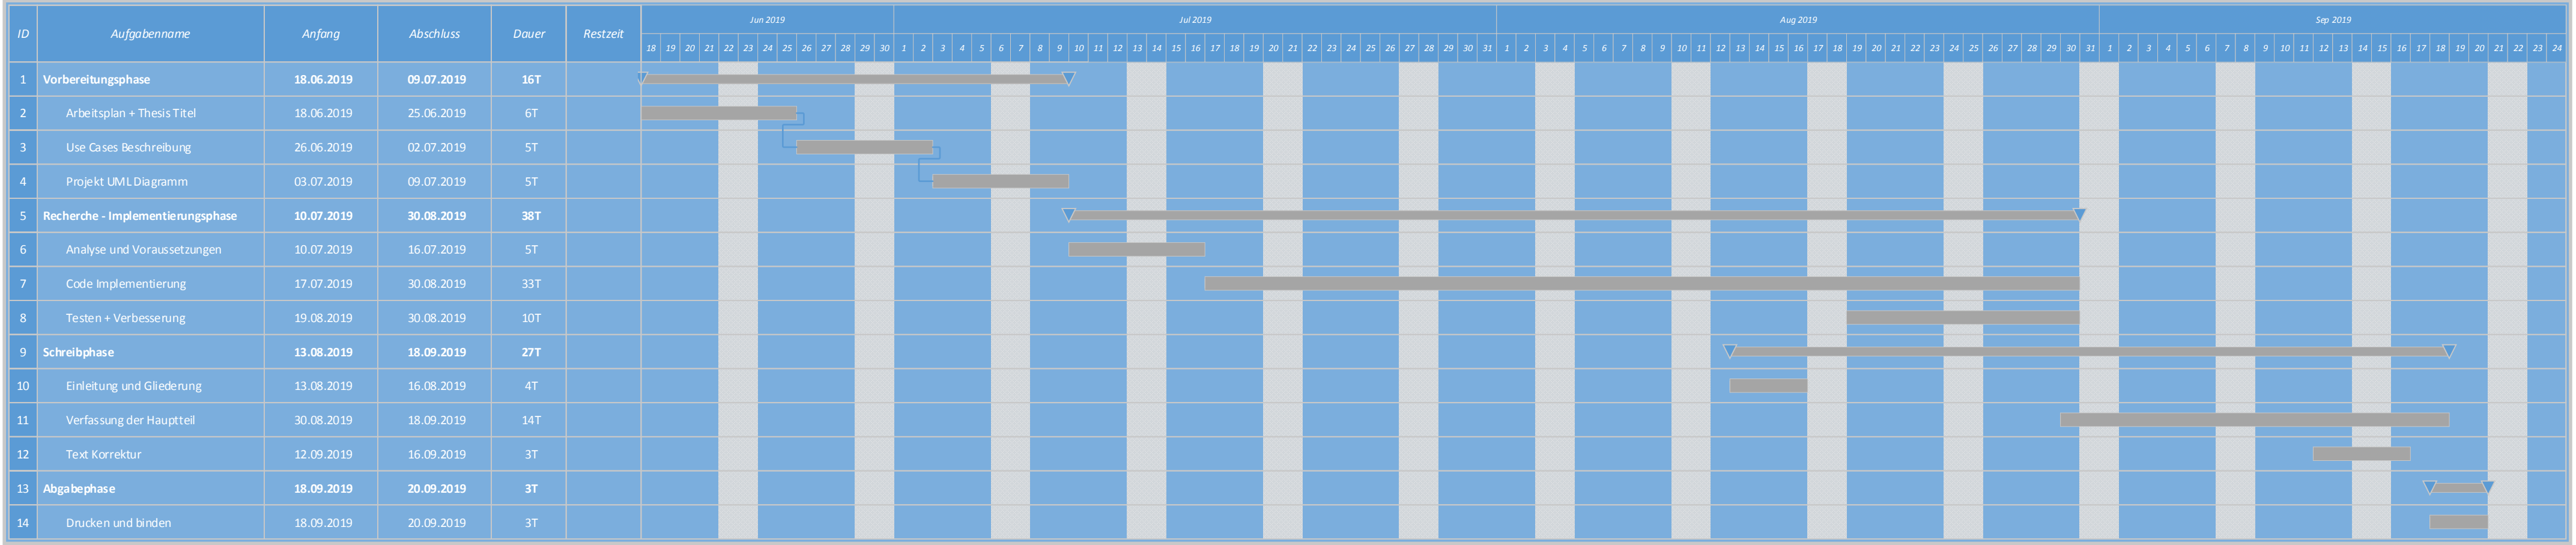 Jun 2019 Jul 2019 Aug 2019 Sep 2019
ID Aufgabenname Anfang Abschluss Dauer Restzeit
18 19 20 21 22 23 24 25 26 27 28 29 30 1 2 3 4 5 6 7 8 9 10 11 12 13 14 15 16 17 18 19 20 21 22 23 24 25 26 27 28 29 30 31 1 2 3 4 5 6 7 8 9 10 11 12 13 14 15 16 17 18 19 20 21 22 23 24 25 26 27 28 29 30 31 1 2 3 4 5 6 7 8 9 10 11 12 13 14 15 16 17 18 19 20 21 22 23 24
1 Vorbereitungsphase 18.06.2019 09.07.2019 16T
2 Arbeitsplan + Thesis Titel 18.06.2019 25.06.2019 6T
3 Use Cases Beschreibung 26.06.2019 02.07.2019 5T
4 Projekt UML Diagramm 03.07.2019 09.07.2019 5T
5 Recherche - Implementierungsphase 10.07.2019 30.08.2019 38T
6 Analyse und Voraussetzungen 10.07.2019 16.07.2019 5T
7 Code Implementierung 17.07.2019 30.08.2019 33T
8 Testen + Verbesserung 19.08.2019 30.08.2019 10T
9 Schreibphase 13.08.2019 18.09.2019 27T
10 Einleitung und Gliederung 13.08.2019 16.08.2019 4T
11 Verfassung der Hauptteil 30.08.2019 18.09.2019 14T
12 Text Korrektur 12.09.2019 16.09.2019 3T
13 Abgabephase 18.09.2019 20.09.2019 3T
14 Drucken und binden 18.09.2019 20.09.2019 3T